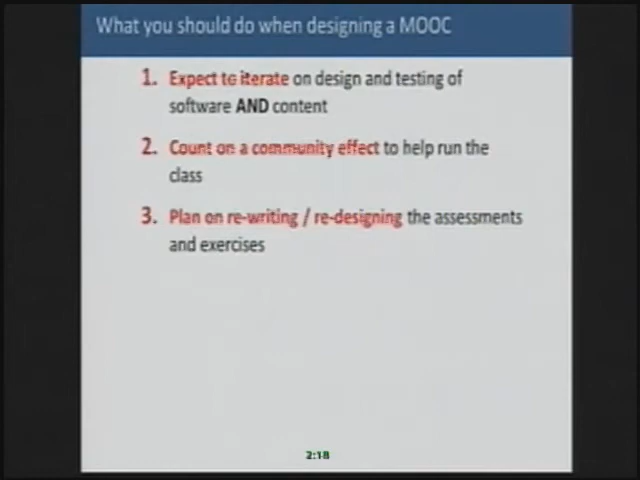 What you should do when designing a MOOC
1. Expect to iterate on design and testing of
software AND content
2. Count on a community effect to help run the
class
3. Plan on re-writing / re-designing the assessments
and exercises
2:18